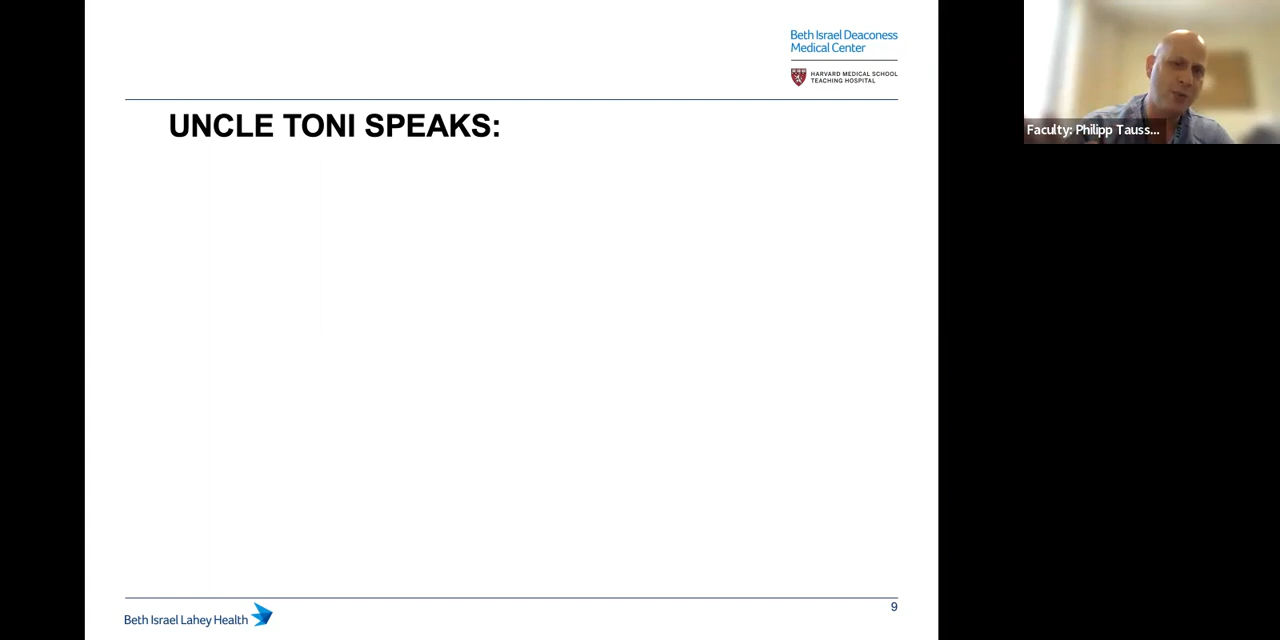 Beth Israel Deaconess
Medical Center
HARVARD MEDICAL SCHOOL
TEACHING HOSPITAL
UNCLE TONI SPEAKS:
Faculty: Philipp Tauss...
Beth Israel Lahey Health
9